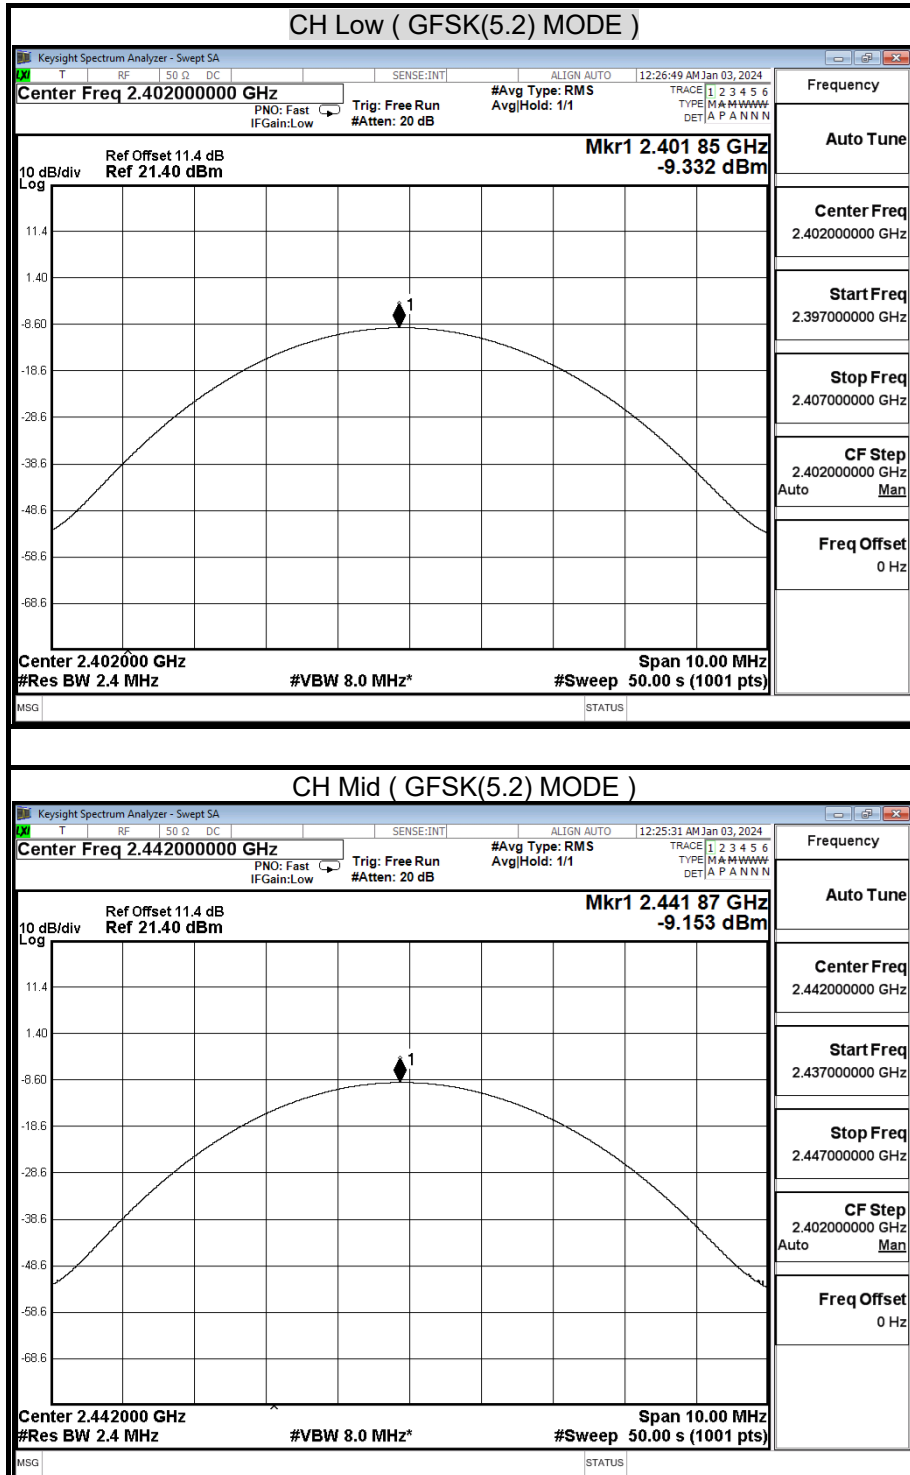 CH Low ( GFSK(5.2) MODE )
Keysight Spectrum Analyzer - Swept SA
LXI T RF 50 Ω DC SENSE:INT ALIGN AUTO 12:26:49 AM Jan 03, 2024
Center Freq 2.402000000 GHz
PNO: Fast
IFGain:Low
Trig: Free Run
#Atten: 20 dB
#Avg Type: RMS
Avg|Hold: 1/1
TRACE 1 2 3 4 5 6
TYPE M A M W W W W
DET A P A N N N
Frequency
Auto Tune
Mkr1 2.401 85 GHz
-9.332 dBm
Ref Offset 11.4 dB
10 dB/div Ref 21.40 dBm
Log
11.4
1.40
-8.60
-18.6
-28.6
-38.6
-48.6
-58.6
-68.6
1
Center Freq
2.402000000 GHz
Start Freq
2.397000000 GHz
Stop Freq
2.407000000 GHz
CF Step
2.402000000 GHz
Auto Man
Freq Offset
0 Hz
Center 2.402000 GHz Span 10.00 MHz
#Res BW 2.4 MHz #VBW 8.0 MHz* #Sweep 50.00 s (1001 pts)
MSG STATUS
CH Mid ( GFSK(5.2) MODE )
Keysight Spectrum Analyzer - Swept SA
LXI T RF 50 Ω DC SENSE:INT ALIGN AUTO 12:25:31 AM Jan 03, 2024
Center Freq 2.442000000 GHz
PNO: Fast
IFGain:Low
Trig: Free Run
#Atten: 20 dB
#Avg Type: RMS
Avg|Hold: 1/1
TRACE 1 2 3 4 5 6
TYPE M A M W W W W
DET A P A N N N
Frequency
Auto Tune
Mkr1 2.441 87 GHz
-9.153 dBm
Ref Offset 11.4 dB
10 dB/div Ref 21.40 dBm
Log
11.4
1.40
-8.60
-18.6
-28.6
-38.6
-48.6
-58.6
-68.6
1
Center Freq
2.442000000 GHz
Start Freq
2.437000000 GHz
Stop Freq
2.447000000 GHz
CF Step
2.402000000 GHz
Auto Man
Freq Offset
0 Hz
Center 2.442000 GHz Span 10.00 MHz
#Res BW 2.4 MHz #VBW 8.0 MHz* #Sweep 50.00 s (1001 pts)
MSG STATUS